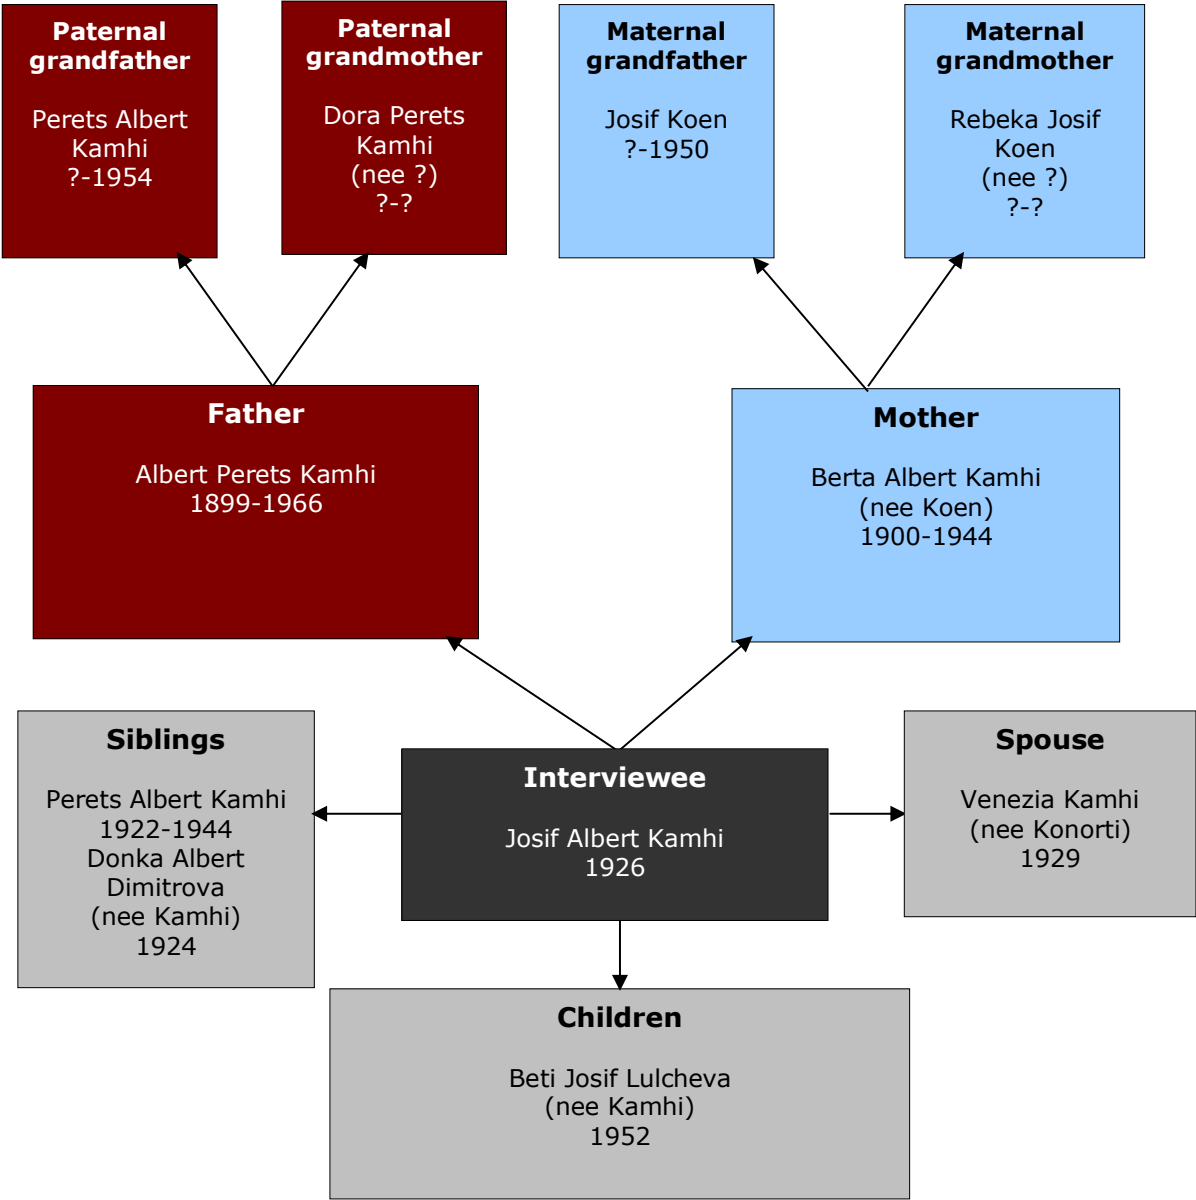 Paternal
grandfather
Perets Albert
Kamhi
?-1954
Paternal
grandmother
Dora Perets
Kamhi
(nee ?)
?-?
Maternal
grandfather
Josif Koen
?-1950
Maternal
grandmother
Rebeka Josif
Koen
(nee ?)
?-?
Father
Albert Perets Kamhi
1899-1966
Mother
Berta Albert Kamhi
(nee Koen)
1900-1944
Siblings
Perets Albert Kamhi
1922-1944
Donka Albert
Dimitrova
(nee Kamhi)
1924
Interviewee
Josif Albert Kamhi
1926
Spouse
Venezia Kamhi
(nee Konorti)
1929
Children
Beti Josif Lulcheva
(nee Kamhi)
1952